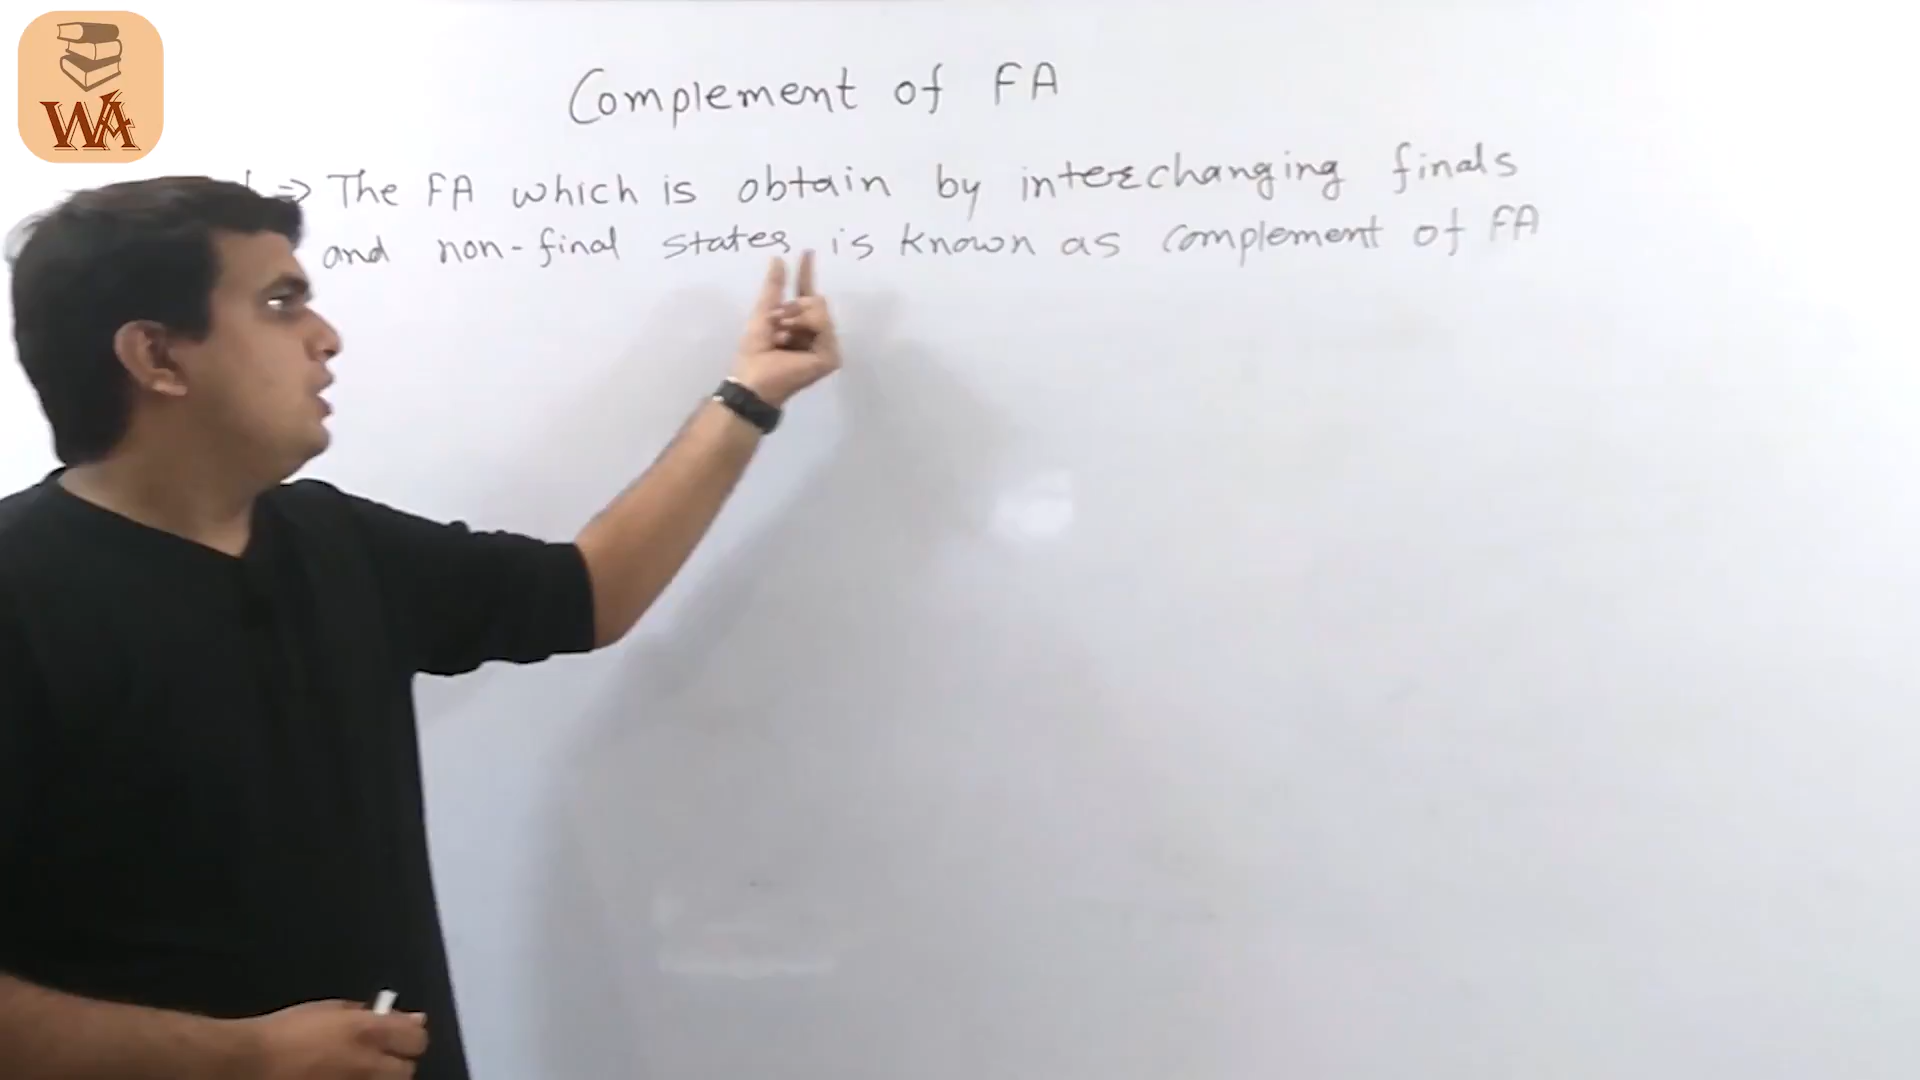 WA
Complement of FA
⇒ The FA which is obtain by interchanging finals
and non-final states is known as complement of FA